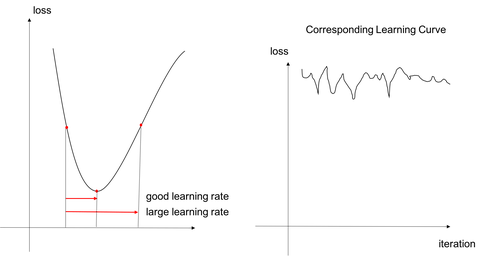 loss
good learning rate
large learning rate
Corresponding Learning Curve
loss
iteration